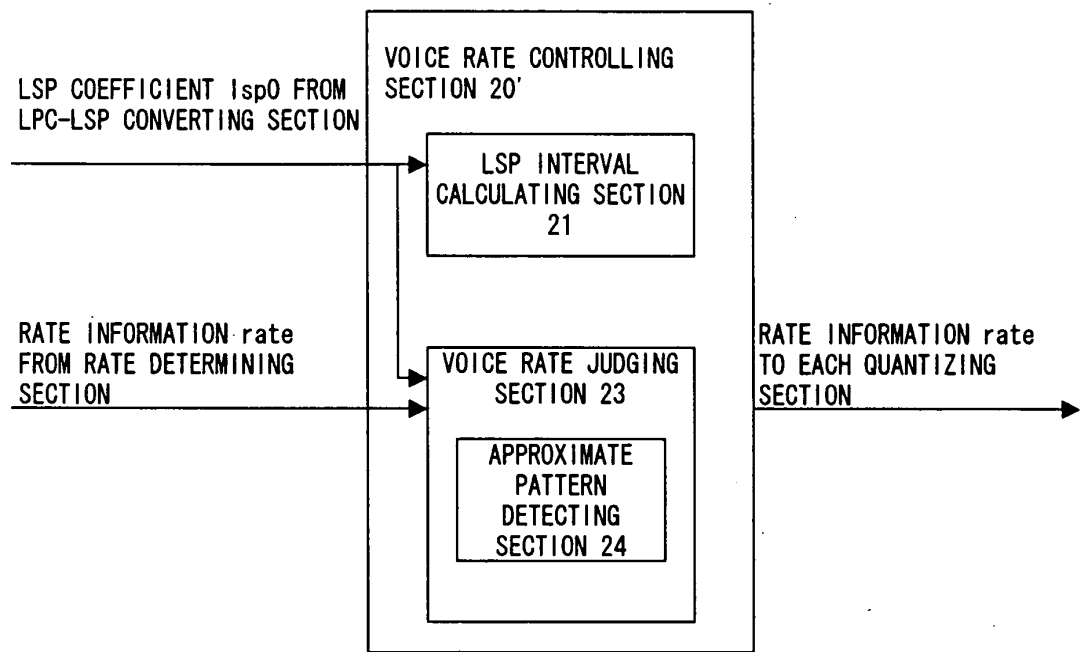 VOICE RATE CONTROLLING
SECTION 20'
LSP COEFFICIENT lsp0 FROM
LPC-LSP CONVERTING SECTION
LSP INTERVAL
CALCULATING SECTION
21
RATE INFORMATION rate
FROM RATE DETERMINING
SECTION
VOICE RATE JUDGING
SECTION 23
APPROXIMATE
PATTERN
DETECTING
SECTION 24
RATE INFORMATION rate
TO EACH QUANTIZING
SECTION